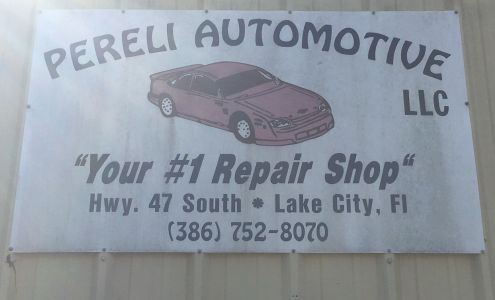 PERELI AUTOMOTIVE
LLC
"Your #1 Repair Shop"
Hwy. 47 South * Lake City, Fl
(386) 752-8070